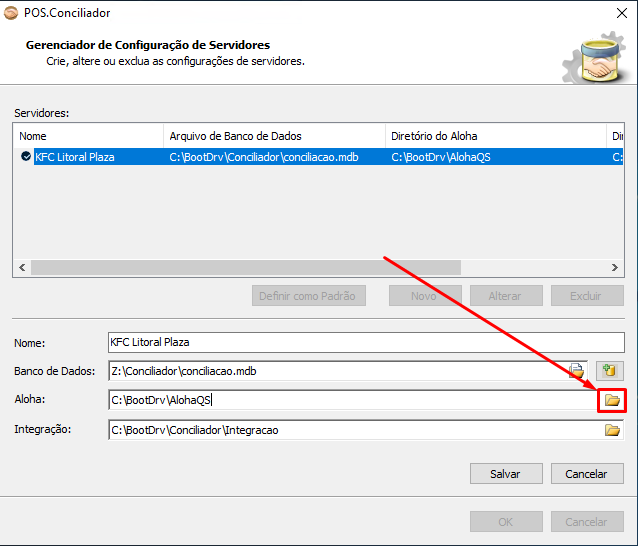 POS.Conciliador
Gerenciador de Configuração de Servidores
Crie, altere ou exclua as configurações de servidores.
Servidores:
Nome Arquivo de Banco de Dados Diretório do Aloha Dir
KFC Litoral Plaza C:\BootDrv\Conciliador\conciliacao.mdb C:\BootDrv\AlohaQS C:
Definir como Padrão Novo Alterar Excluir
Nome: KFC Litoral Plaza
Banco de Dados: Z:\Conciliador\conciliacao.mdb
Aloha: C:\BootDrv\AlohaQS
Integração: C:\BootDrv\Conciliador\Integracao
Salvar Cancelar
OK Cancelar